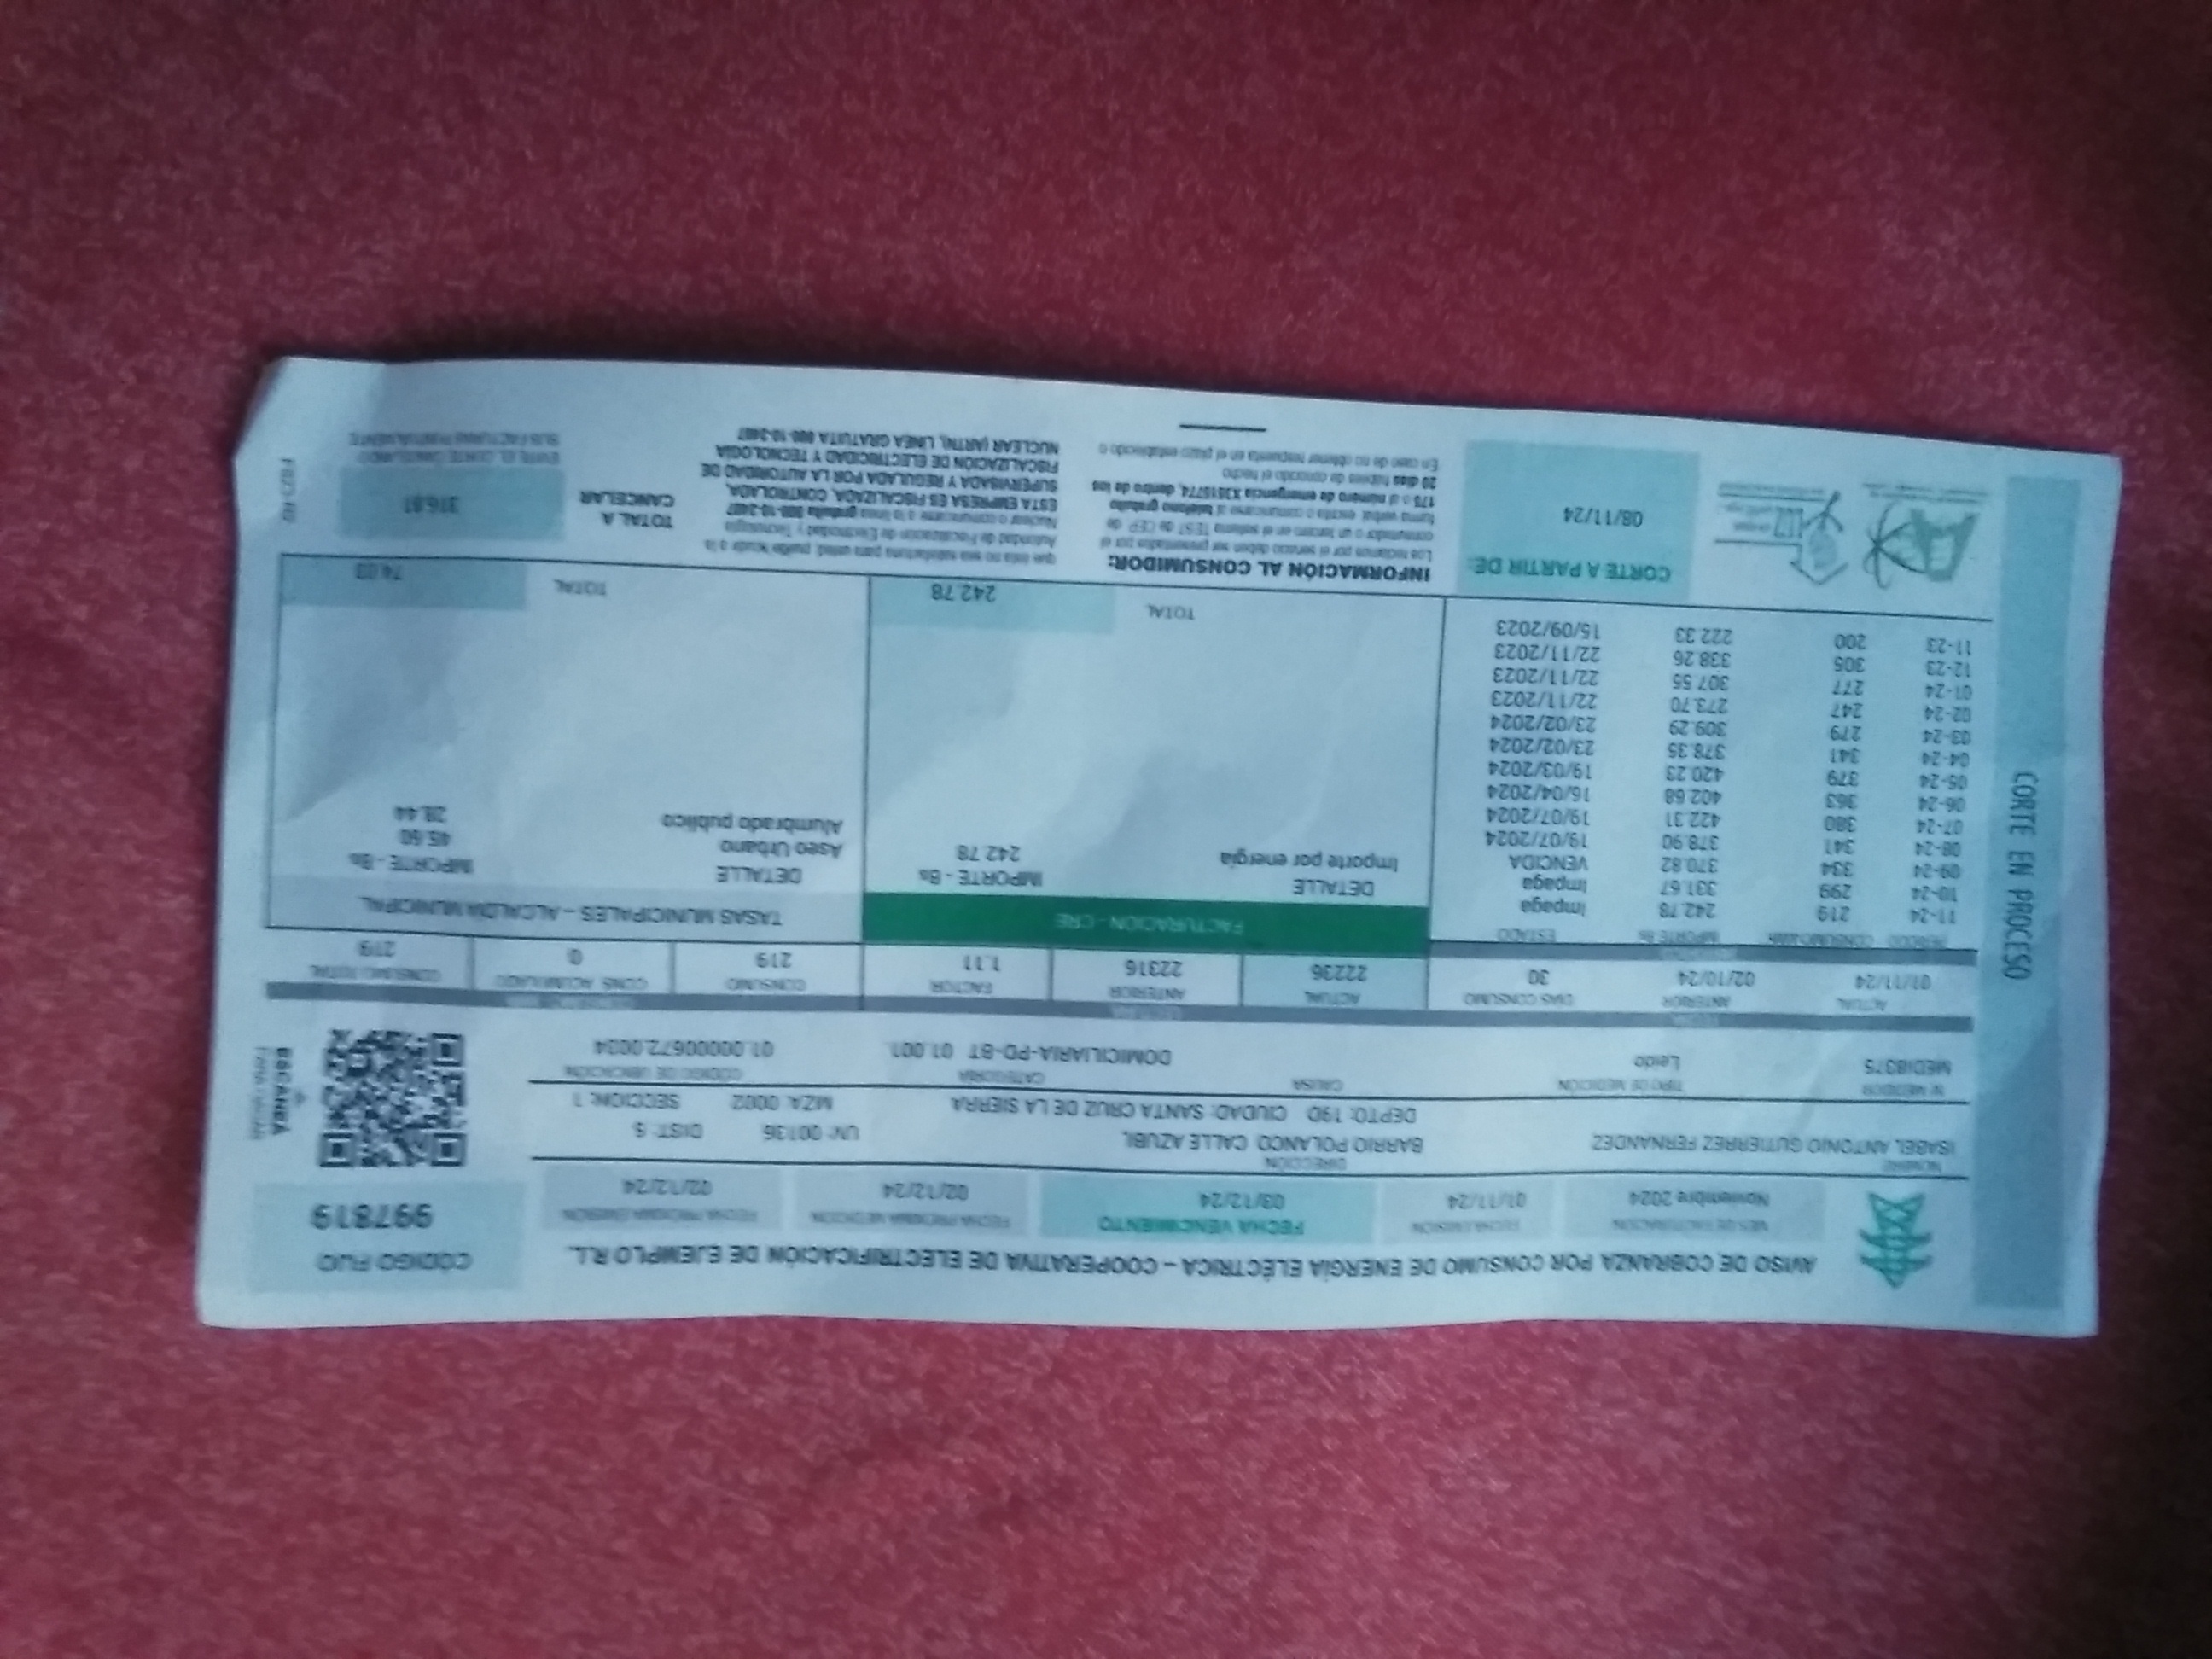 AVISO DE COBRANZA POR CONSUMO DE ENERGÍA ELÉCTRICA – COOPERATIVA DE ELECTRIFICACIÓN DE EJEMPLO R.L.
CÓDIGO FIJO
997819
MES DE FACTURACIÓN
Noviembre 2024
FECHA EMISIÓN
01/11/24
FECHA VENCIMIENTO
03/12/24
FECHA PRÓXIMA MEDICIÓN
02/12/24
FECHA PRÓXIMA EMISIÓN
02/12/24
NOMBRE
ISABEL ANTONIO GUTIERREZ FERNANDEZ
DIRECCIÓN
BARRIO POLANCO CALLE AZUBI,
DEPTO: 19D CIUDAD: SANTA CRUZ DE LA SIERRA
UV: 00136 DIST: 5
MZA: 0002 SECCION: 1
ESCANEA
N° MEDIDOR
MEDI8375
TIPO DE MEDICIÓN
Leido
CAUSA
CATEGORÍA
DOMICILIARIA-PD-BT 01.001.
CÓDIGO DE UBICACIÓN
01.00000672.0034
ACTUAL ANTERIOR DÍAS CONSUMO
01/11/24 02/10/24 30
ACTUAL ANTERIOR FACTOR
22236 22316 1.11
CONSUMO CONS. ACUMULADO CONSUMO TOTAL
219 0 219
PERIODO CONSUMO kWh IMPORTE Bs ESTADO
11-24 219 242.78 Impaga
10-24 299 331.67 Impaga
09-24 334 370.82 VENCIDA
08-24 341 378.90 19/07/2024
07-24 380 422.31 19/07/2024
06-24 363 402.68 16/04/2024
05-24 379 420.23 19/03/2024
04-24 341 378.35 23/02/2024
03-24 279 309.29 23/02/2024
02-24 247 273.70 22/11/2023
01-24 277 307.55 22/11/2023
12-23 305 338.26 22/11/2023
11-23 200 222.33 15/09/2023
FACTURACIÓN - CRE
DETALLE IMPORTE - Bs
Importe por energía 242.78
TOTAL 242.78
TASAS MUNICIPALES – ALCALDIA MUNICIPAL
DETALLE IMPORTE - Bs
Aseo Urbano 45.60
Alumbrado publico 28.44
TOTAL 74.03
CORTE EN PROCESO
CORTE A PARTIR DE:
08/11/24
INFORMACIÓN AL CONSUMIDOR:
Los reclamos por el servicio deben ser presentados por el
consumidor o un tercero en el sistema TEST de CEP de
forma verbal, escrita o comunicarse al teléfono gratuito
175 o al número de emergencia X3515774, dentro de los
20 días hábiles de conocido el hecho
En caso de no obtener respuesta en el plazo establecido o
que ésta no sea satisfactoria para usted, puede acudir a la
Autoridad de Fiscalización de Electricidad y Tecnología
Nuclear o comunicarse a la línea gratuita 800-10-2407
ESTA EMPRESA ES FISCALIZADA, CONTROLADA,
SUPERVISADA Y REGULADA POR LA AUTORIDAD DE
FISCALIZACIÓN DE ELECTRICIDAD Y TECNOLOGÍA
NUCLEAR (AETN), LINEA GRATUITA 800-10-2407
TOTAL A
CANCELAR
316.81
EVITE EL CORTE CANCELANDO
SUS FACTURAS PUNTUALMENTE